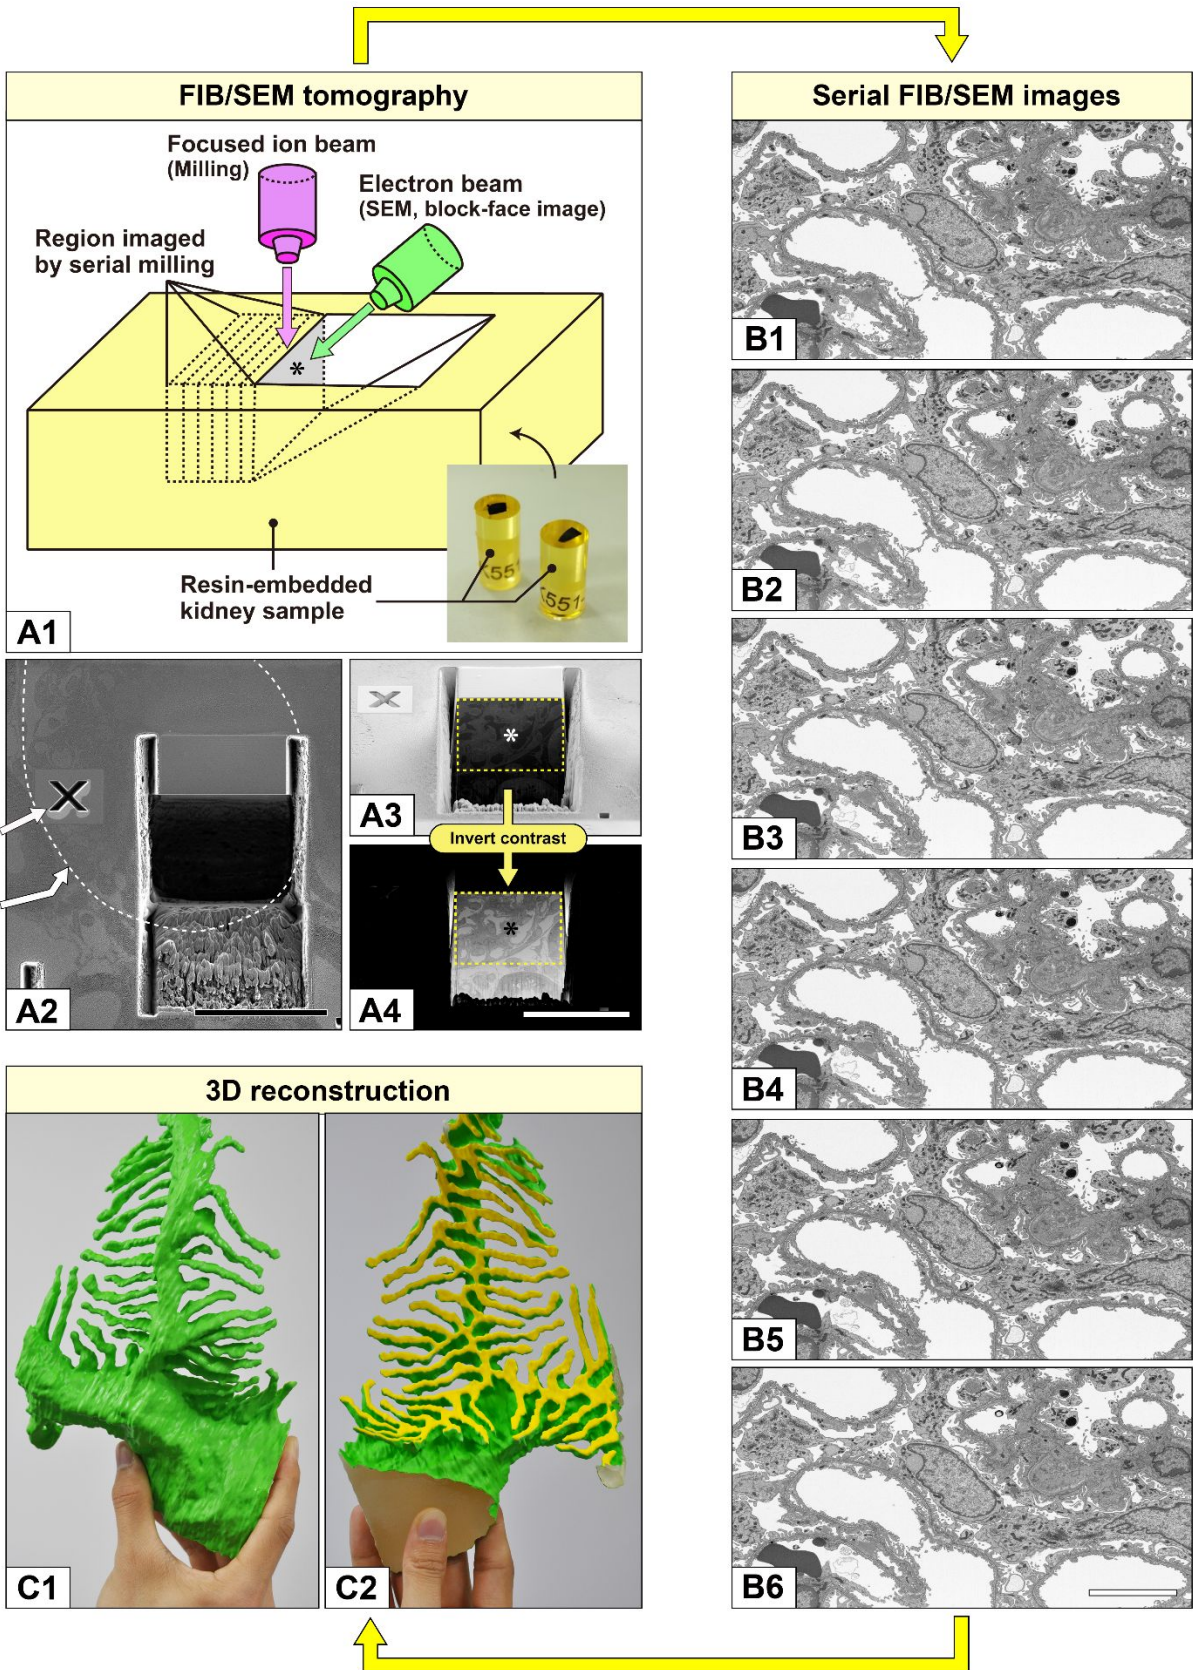 FIB/SEM tomography
Focused ion beam
(Milling)
Electron beam
(SEM, block-face image)
Region imaged
by serial milling
*
Resin-embedded
kidney sample
K551
K551-
A1
X
A2
X
*
A3
Invert contrast
*
A4
3D reconstruction
C1
C2
Serial FIB/SEM images
B1
B2
B3
B4
B5
B6